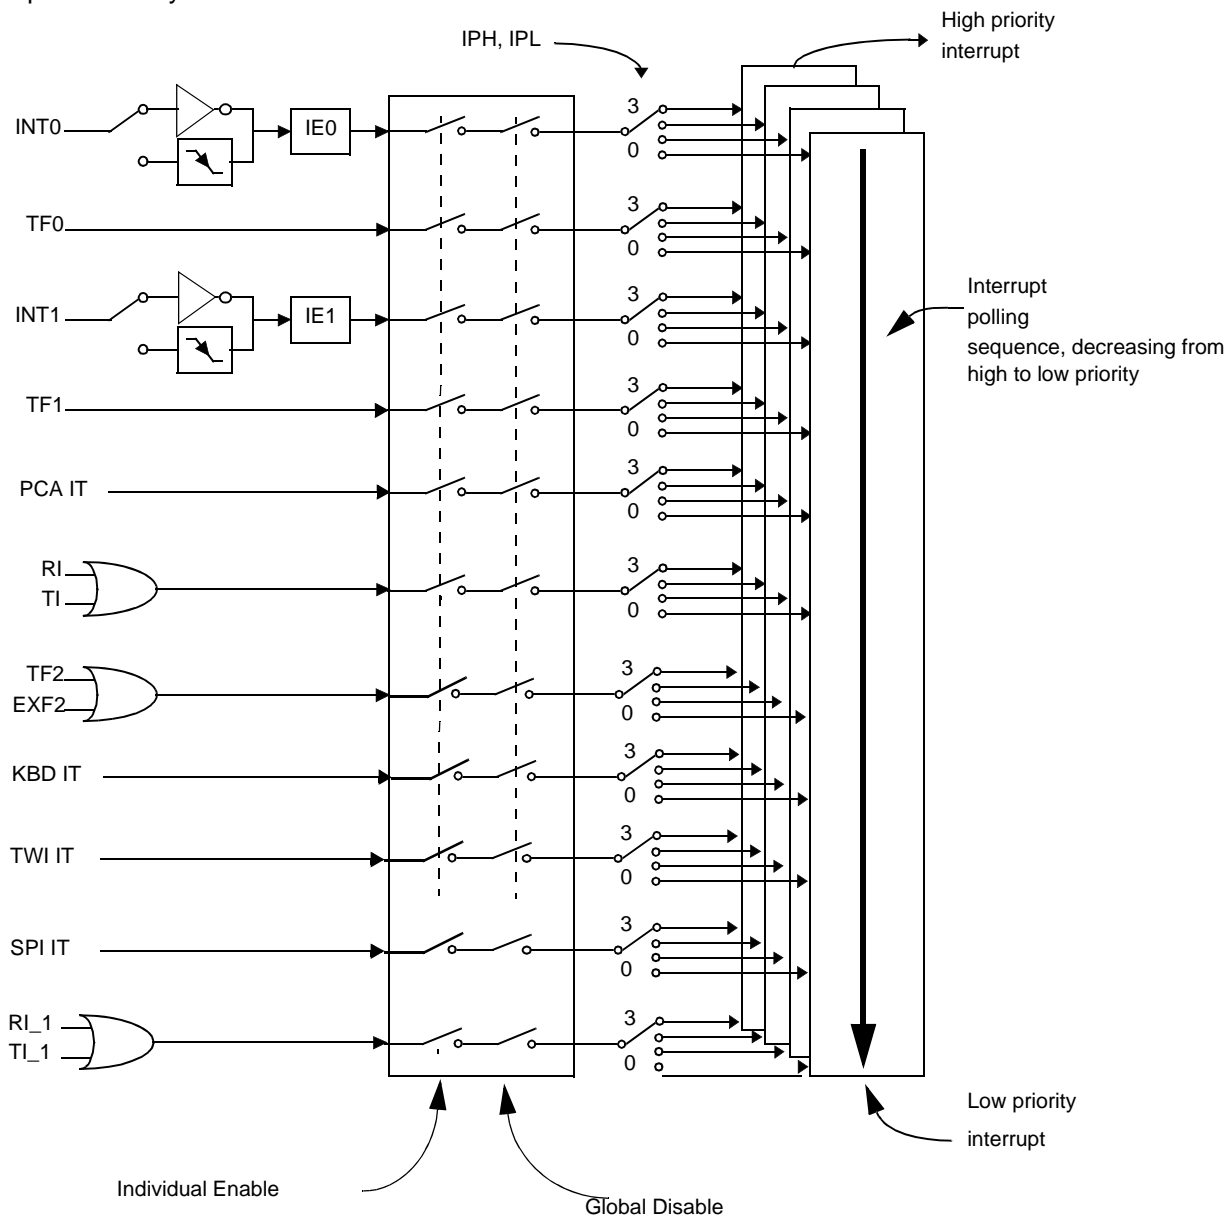 High priority
interrupt
IPH, IPL
INT0
IE0
3
0
TF0
3
0
INT1
IE1
3
0
Interrupt
polling
sequence, decreasing from
high to low priority
TF1
3
0
PCA IT
3
0
RI
TI
3
0
TF2
EXF2
3
0
KBD IT
3
0
TWI IT
3
0
SPI IT
3
0
RI_1
TI_1
3
0
Low priority
interrupt
Individual Enable
Global Disable